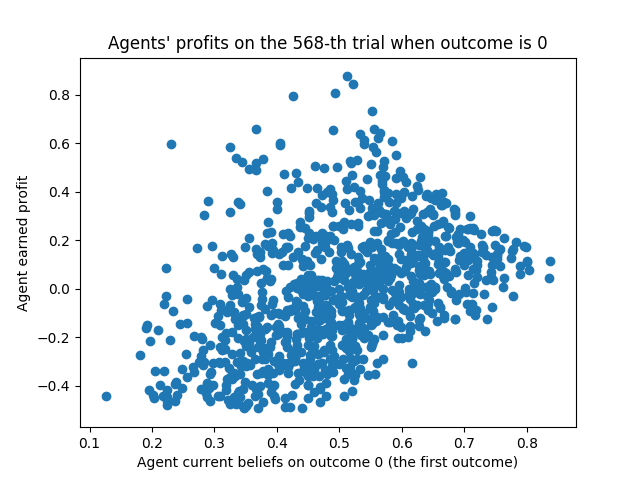 Agents' profits on the 568-th trial when outcome is 0
Agent earned profit
0.8
0.6
0.4
0.2
0.0
−0.2
−0.4
0.1 0.2 0.3 0.4 0.5 0.6 0.7 0.8
Agent current beliefs on outcome 0 (the first outcome)